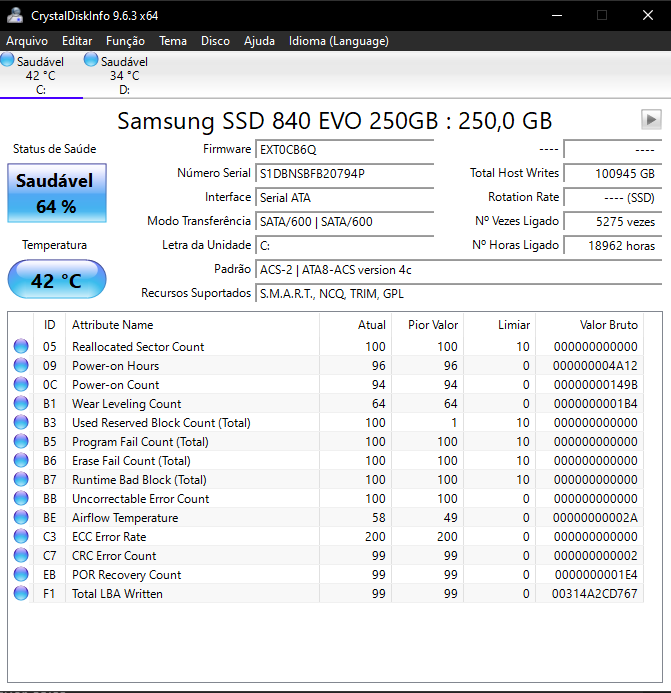 CrystalDiskInfo 9.6.3 x64
Arquivo Editar Função Tema Disco Ajuda Idioma (Language)
Saudável Saudável
42 °C 34 °C
C: D:
Samsung SSD 840 EVO 250GB : 250,0 GB
Status de Saúde Firmware EXT0CB6Q ---- ----
Saudável Número Serial S1DBNSBFB20794P Total Host Writes 100945 GB
64 % Interface Serial ATA Rotation Rate ---- (SSD)
Modo Transferência SATA/600 | SATA/600 Nº Vezes Ligado 5275 vezes
Temperatura Letra da Unidade C: Nº Horas Ligado 18962 horas
42 °C Padrão ACS-2 | ATA8-ACS version 4c
Recursos Suportados S.M.A.R.T., NCQ, TRIM, GPL
ID Attribute Name Atual Pior Valor Limiar Valor Bruto
05 Reallocated Sector Count 100 100 10 000000000000
09 Power-on Hours 96 96 0 000000004A12
0C Power-on Count 94 94 0 00000000149B
B1 Wear Leveling Count 64 64 0 0000000001B4
B3 Used Reserved Block Count (Total) 100 1 10 000000000000
B5 Program Fail Count (Total) 100 100 10 000000000000
B6 Erase Fail Count (Total) 100 100 10 000000000000
B7 Runtime Bad Block (Total) 100 100 10 000000000000
BB Uncorrectable Error Count 100 100 0 000000000000
BE Airflow Temperature 58 49 0 00000000002A
C3 ECC Error Rate 200 200 0 000000000000
C7 CRC Error Count 99 99 0 000000000002
EB POR Recovery Count 99 99 0 0000000001E4
F1 Total LBA Written 99 99 0 00314A2CD767